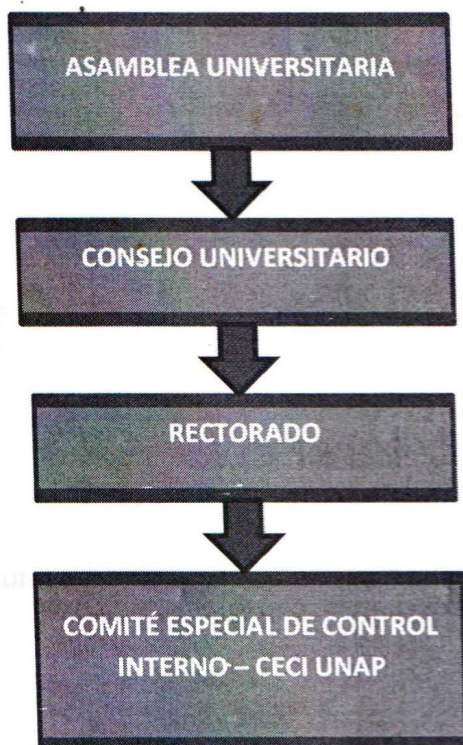 ASAMBLEA UNIVERSITARIA
CONSEJO UNIVERSITARIO
RECTORADO
COMITÉ ESPECIAL DE CONTROL
INTERNO – CECI UNAP